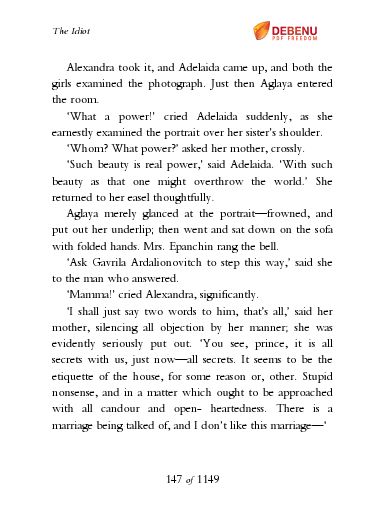 The Idiot
DEBENU
PDF FREEDOM
Alexandra took it, and Adelaida came up, and both the
girls examined the photograph. Just then Aglaya entered
the room.
‘What a power!’ cried Adelaida suddenly, as she
earnestly examined the portrait over her sister’s shoulder.
‘Whom? What power?’ asked her mother, crossly.
‘Such beauty is real power,’ said Adelaida. ‘With such
beauty as that one might overthrow the world.’ She
returned to her easel thoughtfully.
Aglaya merely glanced at the portrait—frowned, and
put out her underlip; then went and sat down on the sofa
with folded hands. Mrs. Epanchin rang the bell.
‘Ask Gavrila Ardalionovitch to step this way,’ said she
to the man who answered.
‘Mamma!’ cried Alexandra, significantly.
‘I shall just say two words to him, that’s all,’ said her
mother, silencing all objection by her manner; she was
evidently seriously put out. ‘You see, prince, it is all
secrets with us, just now—all secrets. It seems to be the
etiquette of the house, for some reason or, other. Stupid
nonsense, and in a matter which ought to be approached
with all candour and open- heartedness. There is a
marriage being talked of, and I don’t like this marriage—‘
147 of 1149